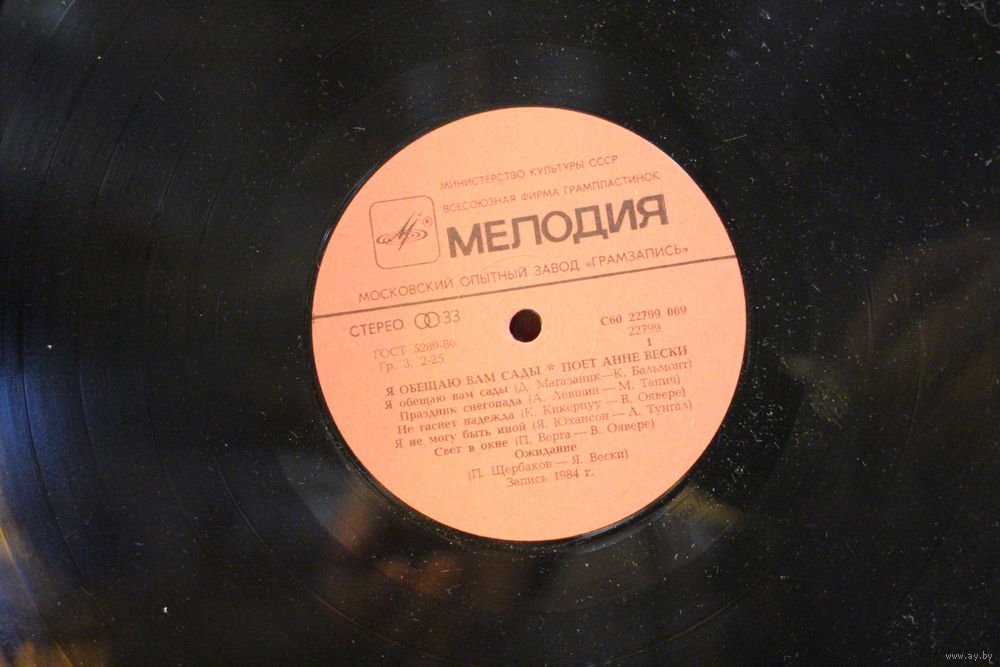 МИНИСТЕРСТВО КУЛЬТУРЫ СССР
ВСЕСОЮЗНАЯ ФИРМА ГРАМПЛАСТИНОК
®
МЕЛОДИЯ
МОСКОВСКИЙ ОПЫТНЫЙ ЗАВОД «ГРАМЗАПИСЬ»
СТЕРЕО 33
С60 22799 009
22799
ГОСТ 5289-80
Гр. 3. 2-25
1
Я ОБЕЩАЮ ВАМ САДЫ * ПОЕТ АННЕ ВЕСКИ
Я обещаю вам сады (Д. Магазаник — К. Бальмонт)
Праздник снегопада (А. Левшин — М. Танич)
Не гаснет надежда (К. Кикерпуу — В. Оявере)
Я не могу быть иной (Я. Юхансон — Л. Тунгал)
Свет в окне (П. Верга — В. Оявере)
Ожидание
(П. Щербаков — Я. Вески)
Запись 1984 г.
www.ay.by